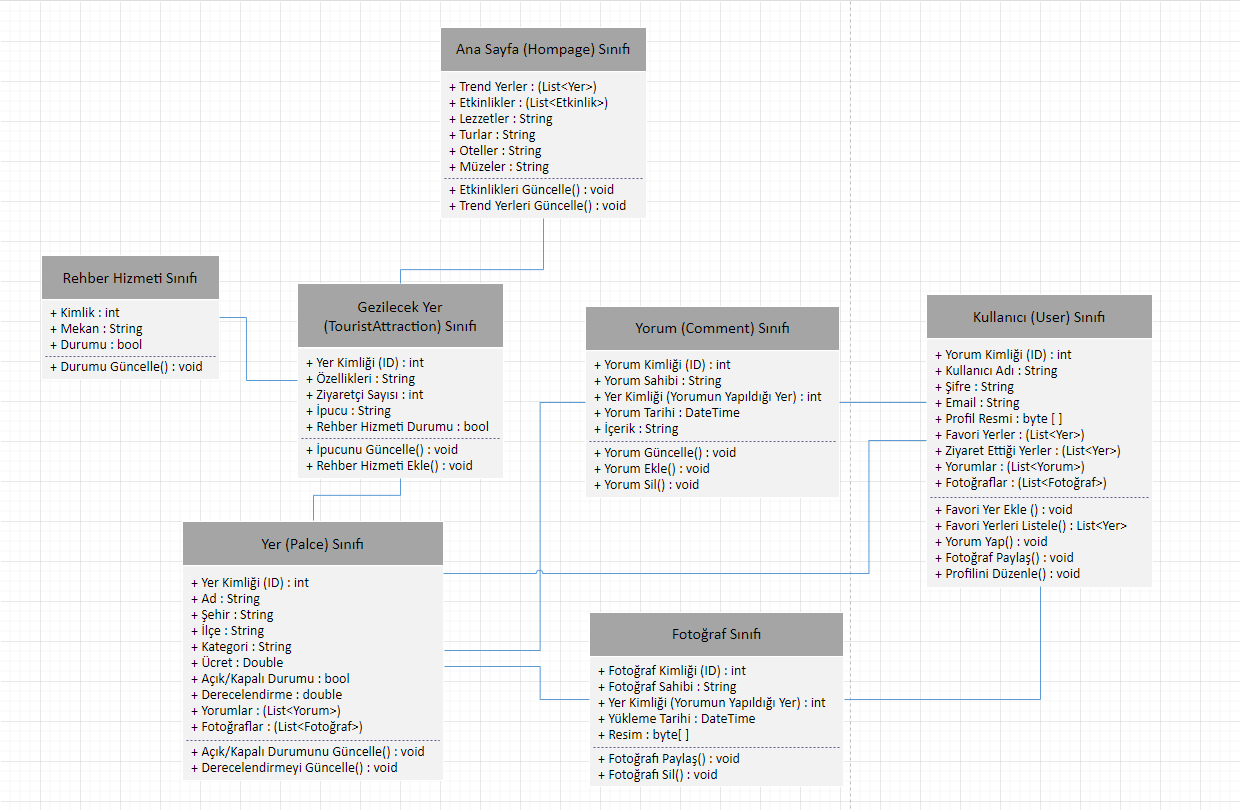 Ana Sayfa (Hompage) Sınıfı
+ Trend Yerler : (List<Yer>)
+ Etkinlikler : (List<Etkinlik>)
+ Lezzetler : String
+ Turlar : String
+ Oteller : String
+ Müzeler : String
+ Etkinlikleri Güncelle() : void
+ Trend Yerleri Güncelle() : void
Rehber Hizmeti Sınıfı
+ Kimlik : int
+ Mekan : String
+ Durumu : bool
+ Durumu Güncelle() : void
Gezilecek Yer
(TouristAttraction) Sınıfı
+ Yer Kimliği (ID) : int
+ Özellikleri : String
+ Ziyaretçi Sayısı : int
+ İpucu : String
+ Rehber Hizmeti Durumu : bool
+ İpucunu Güncelle() : void
+ Rehber Hizmeti Ekle() : void
Yorum (Comment) Sınıfı
+ Yorum Kimliği (ID) : int
+ Yorum Sahibi : String
+ Yer Kimliği (Yorumun Yapıldığı Yer) : int
+ Yorum Tarihi : DateTime
+ İçerik : String
+ Yorum Güncelle() : void
+ Yorum Ekle() : void
+ Yorum Sil() : void
Kullanıcı (User) Sınıfı
+ Yorum Kimliği (ID) : int
+ Kullanıcı Adı : String
+ Şifre : String
+ Email : String
+ Profil Resmi : byte [ ]
+ Favori Yerler : (List<Yer>)
+ Ziyaret Ettiği Yerler : (List<Yer>)
+ Yorumlar : (List<Yorum>)
+ Fotoğraflar : (List<Fotoğraf>)
+ Favori Yer Ekle () : void
+ Favori Yerleri Listele() : List<Yer>
+ Yorum Yap() : void
+ Fotoğraf Paylaş() : void
+ Profilini Düzenle() : void
Yer (Palce) Sınıfı
+ Yer Kimliği (ID) : int
+ Ad : String
+ Şehir : String
+ İlçe : String
+ Kategori : String
+ Ücret : Double
+ Açık/Kapalı Durumu : bool
+ Derecelendirme : double
+ Yorumlar : (List<Yorum>)
+ Fotoğraflar : (List<Fotoğraf>)
+ Açık/Kapalı Durumunu Güncelle() : void
+ Derecelendirmeyi Güncelle() : void
Fotoğraf Sınıfı
+ Fotoğraf Kimliği (ID) : int
+ Fotoğraf Sahibi : String
+ Yer Kimliği (Yorumun Yapıldığı Yer) : int
+ Yükleme Tarihi : DateTime
+ Resim : byte[ ]
+ Fotoğrafı Paylaş() : void
+ Fotoğrafı Sil() : void